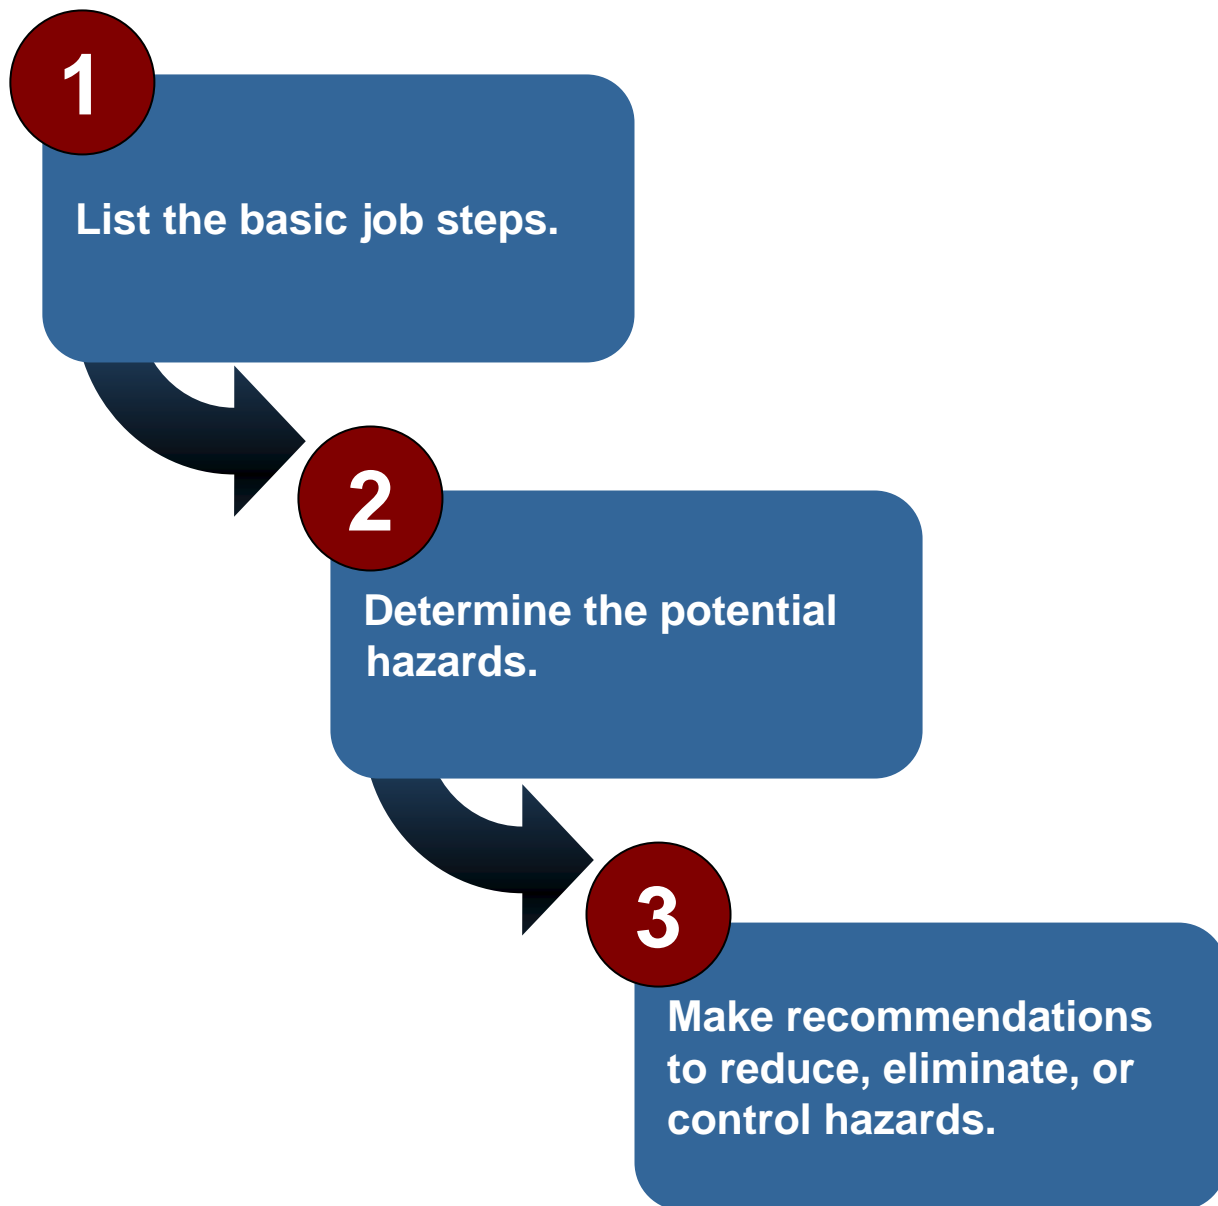 1
List the basic job steps.
2
Determine the potential
hazards.
3
Make recommendations
to reduce, eliminate, or
control hazards.